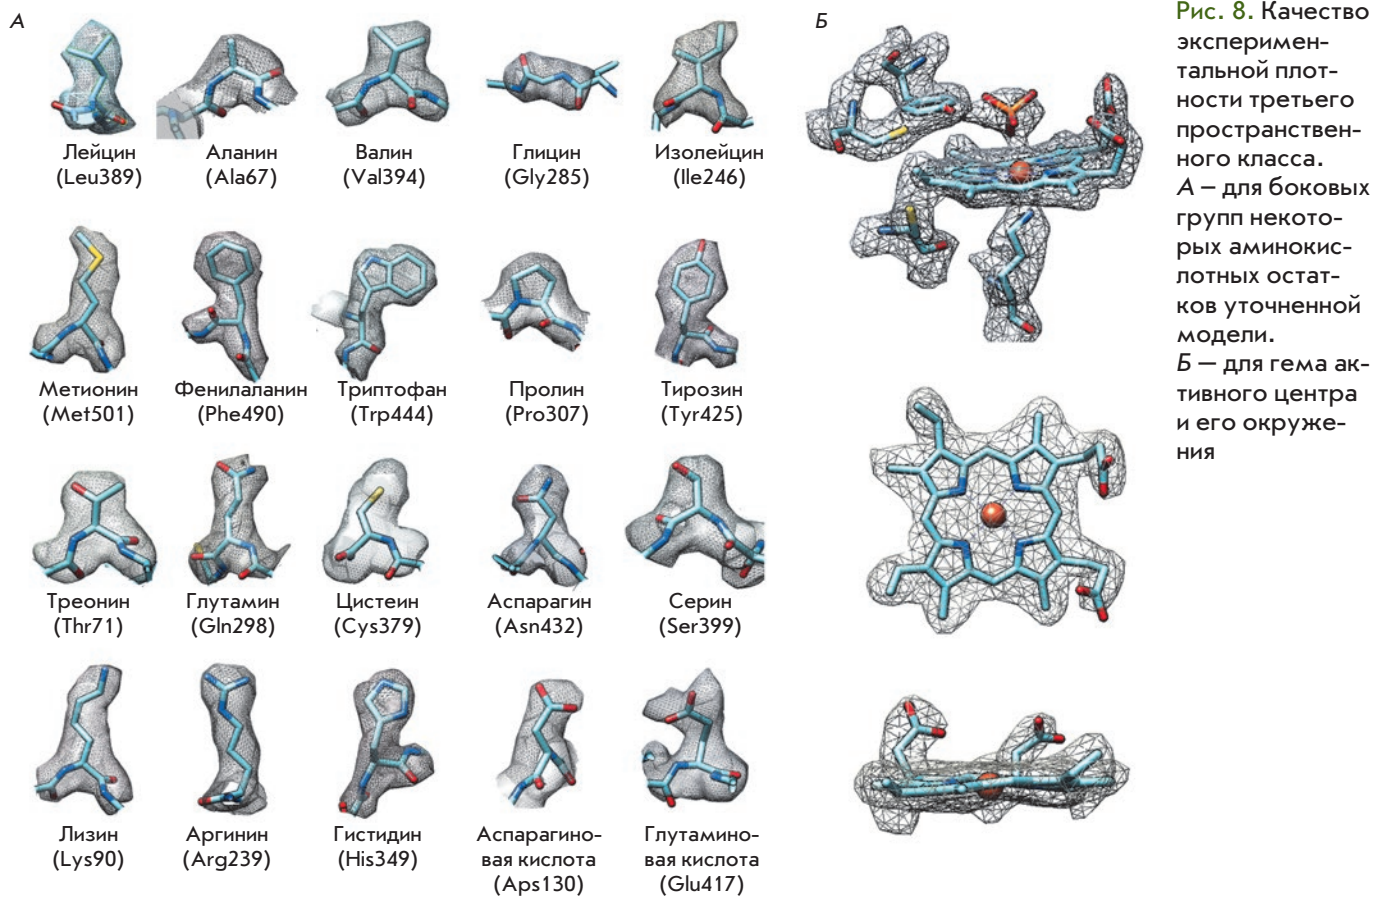 А
Лейцин
(Leu389)
Аланин
(Ala67)
Валин
(Val394)
Глицин
(Gly285)
Изолейцин
(Ile246)
Метионин
(Met501)
Фенилаланин
(Phe490)
Триптофан
(Trp444)
Пролин
(Pro307)
Тирозин
(Tyr425)
Треонин
(Thr71)
Глутамин
(Gln298)
Цистеин
(Cys379)
Аспарагин
(Asn432)
Серин
(Ser399)
Лизин
(Lys90)
Аргинин
(Arg239)
Гистидин
(His349)
Аспарагино-
вая кислота
(Aps130)
Глутамино-
вая кислота
(Glu417)
Б
Рис. 8. Качество
эксперимен-
тальной плот-
ности третьего
пространствен-
ного класса.
А – для боковых
групп некото-
рых аминокис-
лотных остат-
ков уточненной
модели.
Б — для гема ак-
тивного центра
и его окруже-
ния